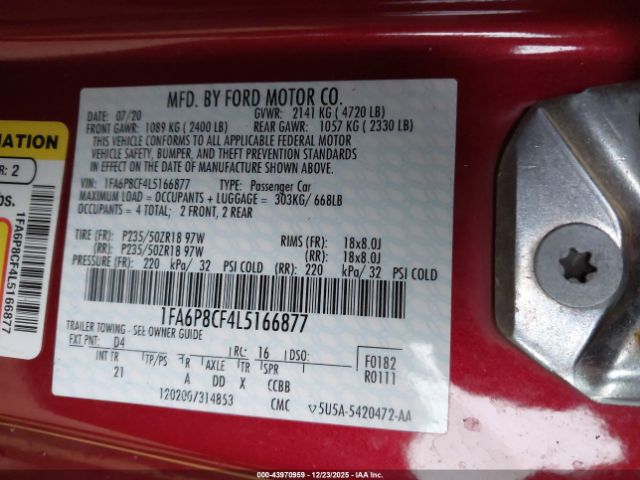 MFD. BY FORD MOTOR CO.
DATE: 07/20 GVWR: 2141 KG ( 4720 LB)
FRONT GAWR: 1089 KG ( 2400 LB) REAR GAWR: 1057 KG ( 2330 LB)
THIS VEHICLE CONFORMS TO ALL APPLICABLE FEDERAL MOTOR
VEHICLE SAFETY, BUMPER, AND THEFT PREVENTION STANDARDS
IN EFFECT ON THE DATE OF MANUFACTURE SHOWN ABOVE.
VIN: 1FA6P8CF4L5166877 TYPE: Passenger Car
MAXIMUM LOAD = OCCUPANTS + LUGGAGE = 303KG/ 668LB
OCCUPANTS = 4 TOTAL; 2 FRONT, 2 REAR
TIRE (FR): P235/50ZR18 97W RIMS (FR): 18x8.0J
(RR): P235/50ZR18 97W (RR): 18x8.0J
PRESSURE (FR): 220 kPa/ 32 PSI COLD (RR): 220 kPa/ 32 PSI COLD
1FA6P8CF4L5166877
TRAILER TOWING - SEE OWNER GUIDE
EXT PNT: D4 RC: 16 DSO: F0182
INT TR TP/PS R AXLE TR SPR R0111
21 A DD X CCBB
1202007314853 CMC 5U5A-5420472-AA
MATION
R: 2
bs.
1FA6P8CF4L5166877
000-43970959 - 12/23/2025 - IAAI.COM